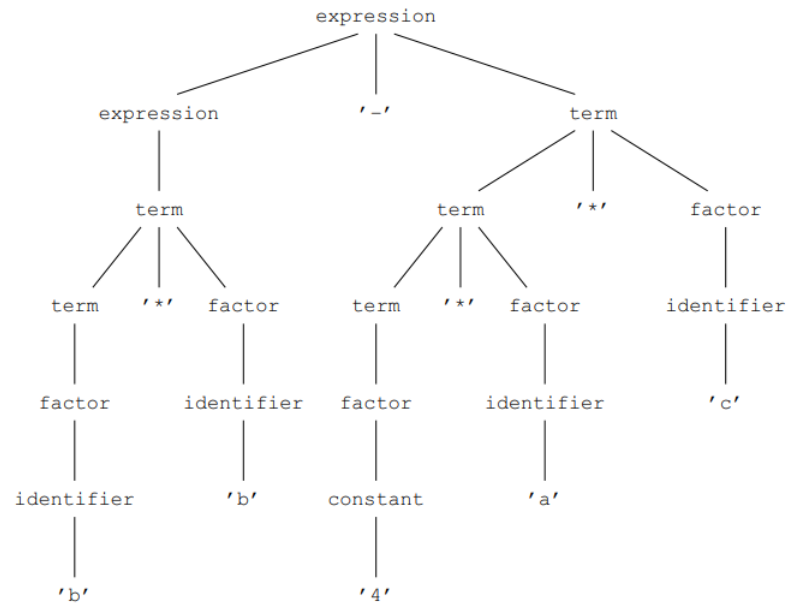 expression
expression '-' term
term term '*' factor
term '*' factor term '*' factor identifier
factor identifier factor identifier 'c'
identifier 'b' constant 'a'
'b' '4'